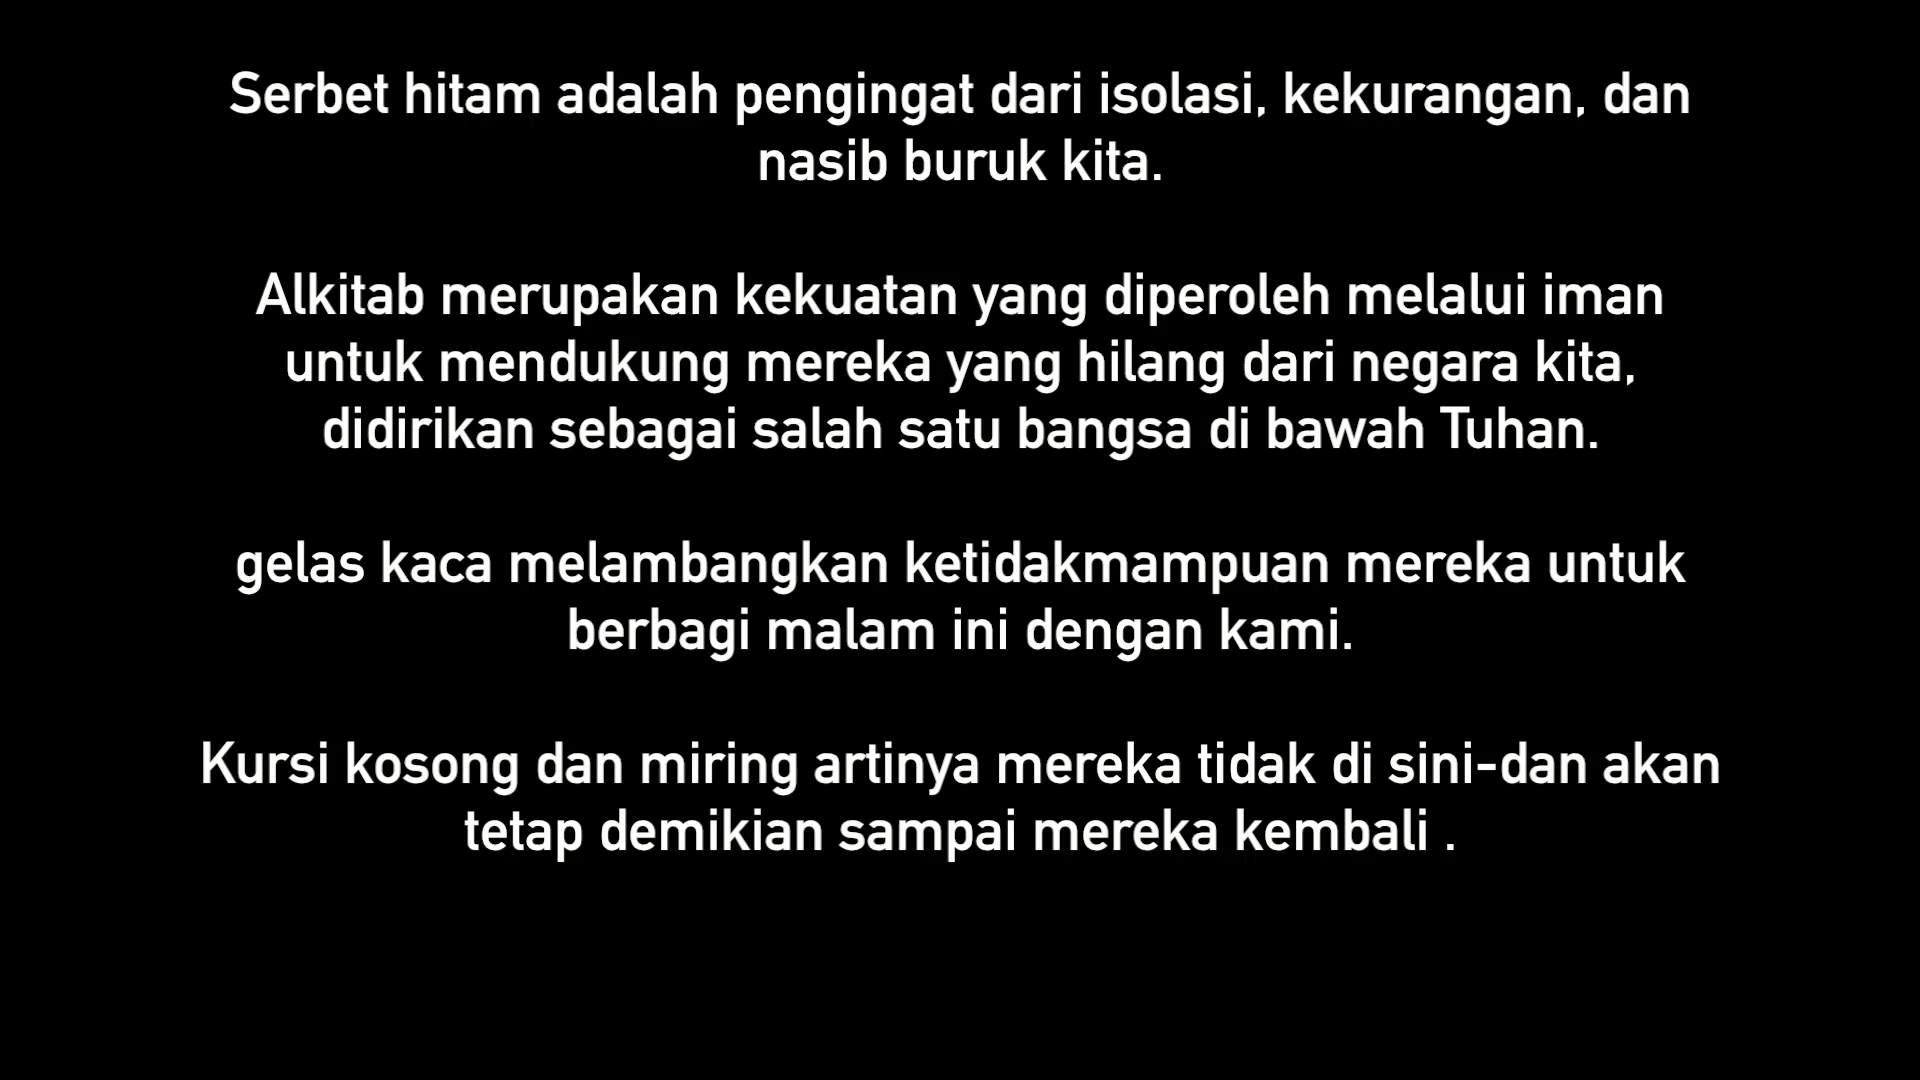 Serbet hitam adalah pengingat dari isolasi, kekurangan, dan
nasib buruk kita.
Alkitab merupakan kekuatan yang diperoleh melalui iman
untuk mendukung mereka yang hilang dari negara kita,
didirikan sebagai salah satu bangsa di bawah Tuhan.
gelas kaca melambangkan ketidakmampuan mereka untuk
berbagi malam ini dengan kami.
Kursi kosong dan miring artinya mereka tidak di sini-dan akan
tetap demikian sampai mereka kembali .